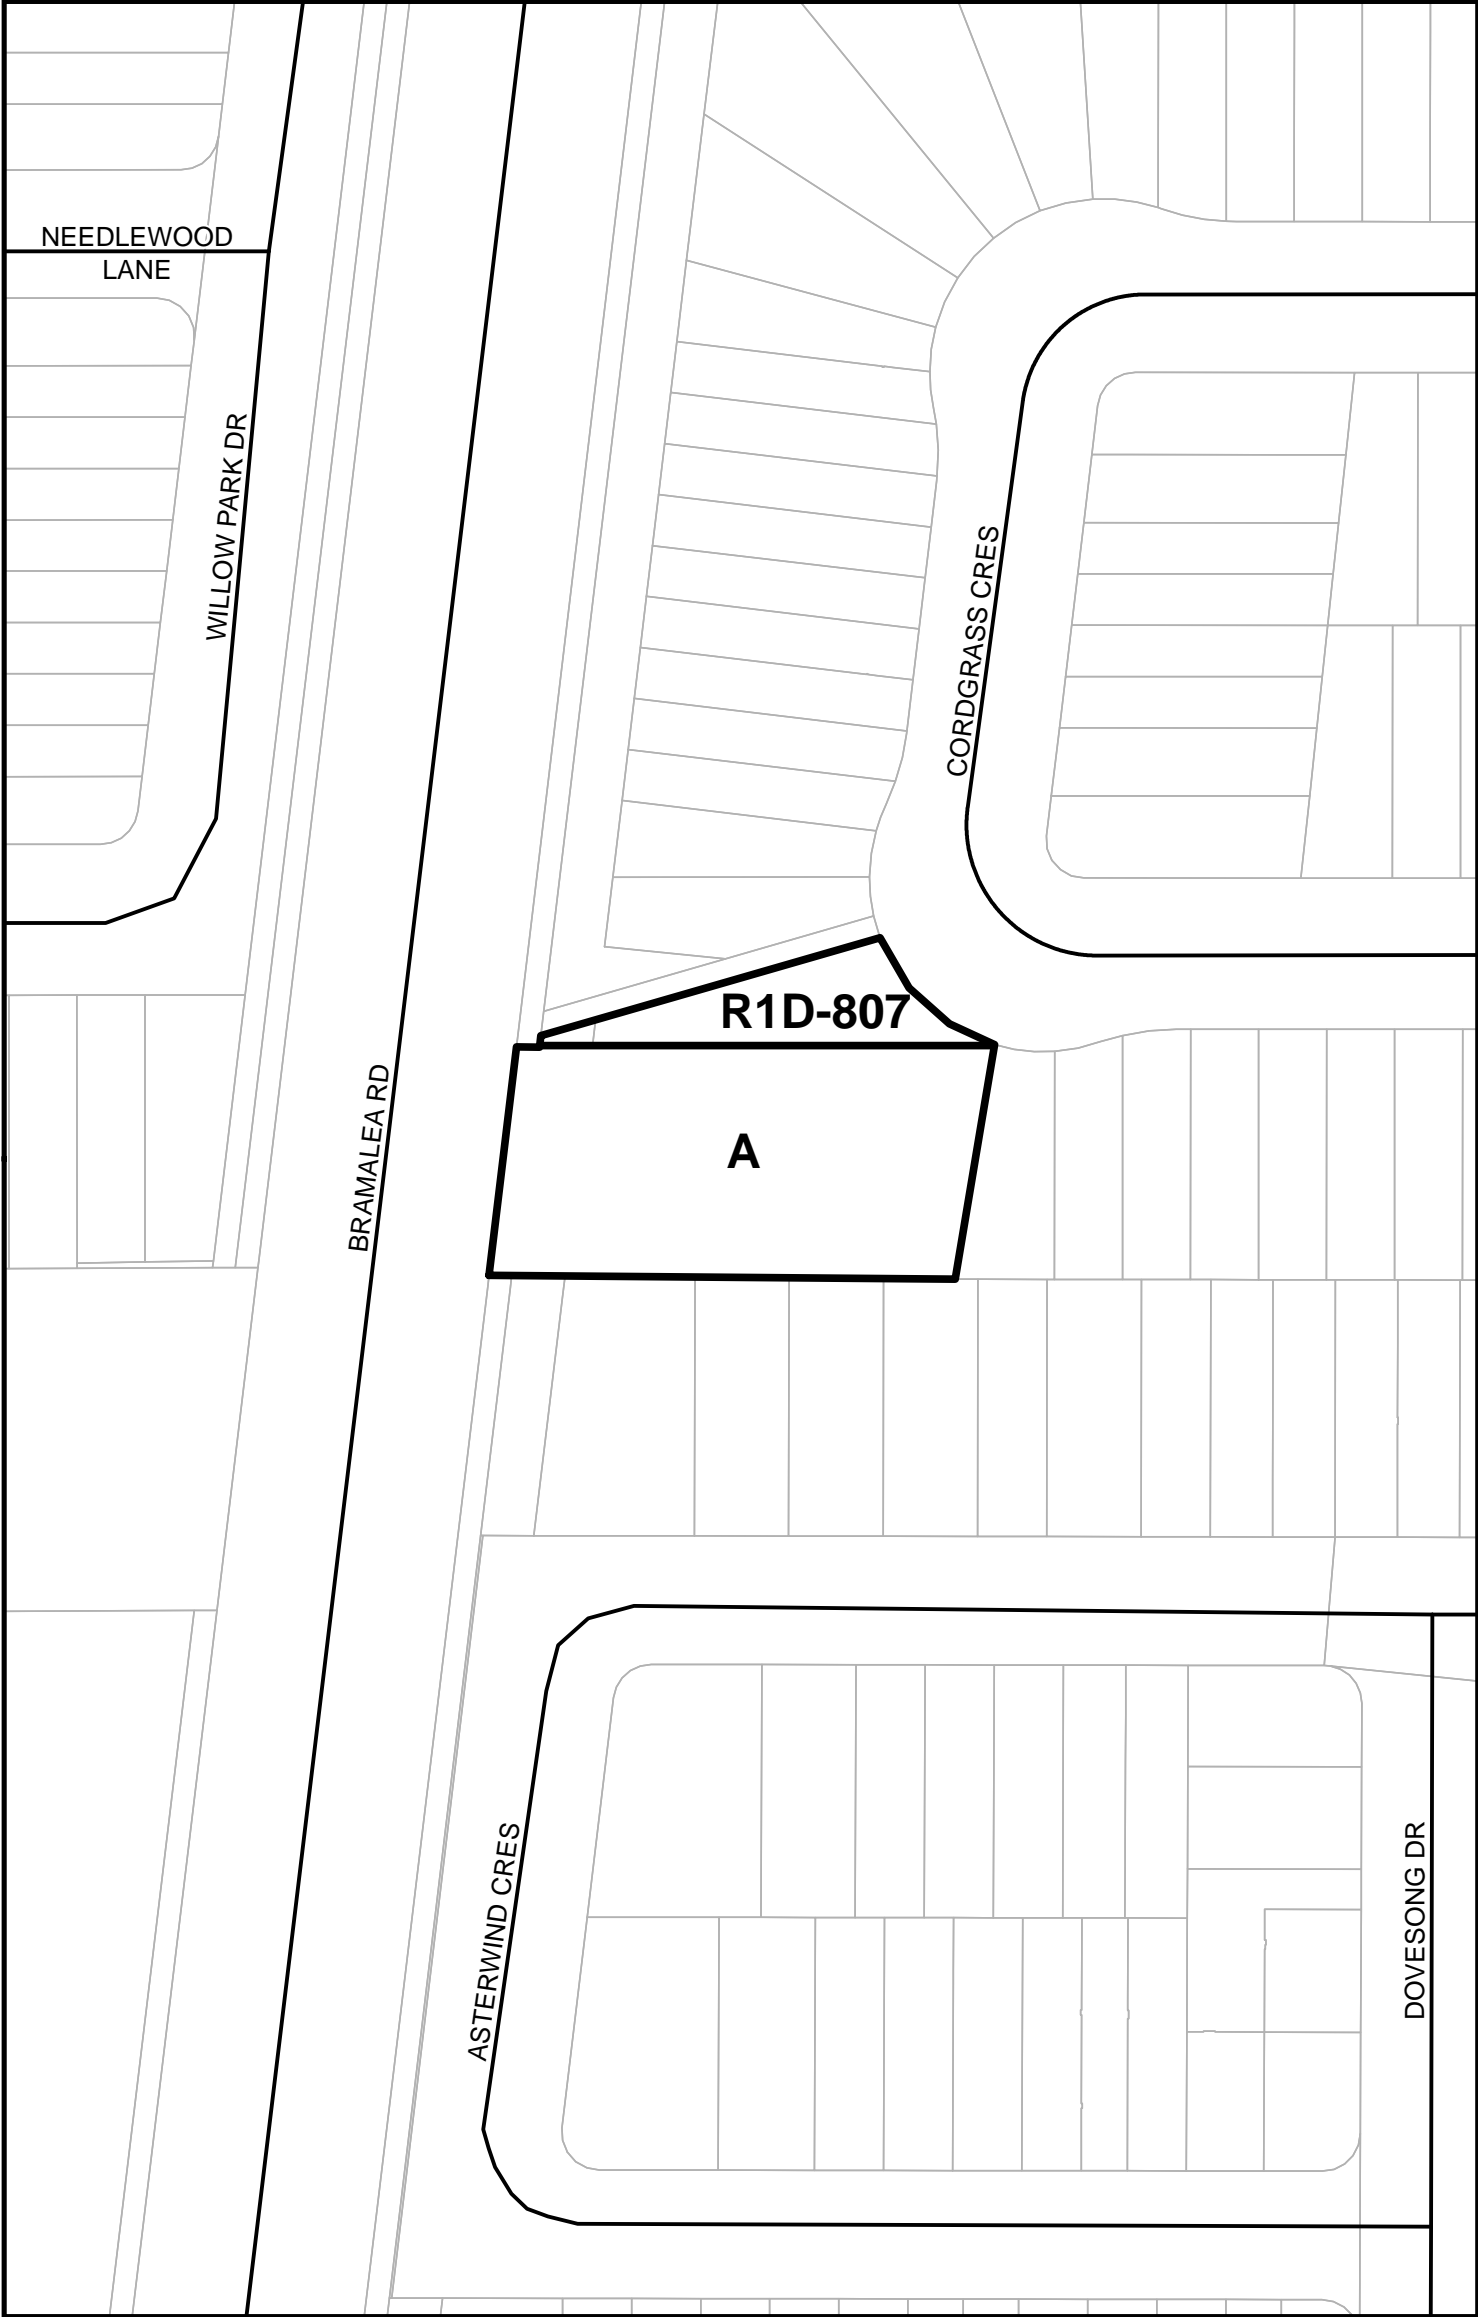 NEEDLEWOOD
LANE
WILLOW PARK DR
CORDGRASS CRES
R1D-807
BRAMALEA RD
A
ASTERWIND CRES
DOVESONG DR